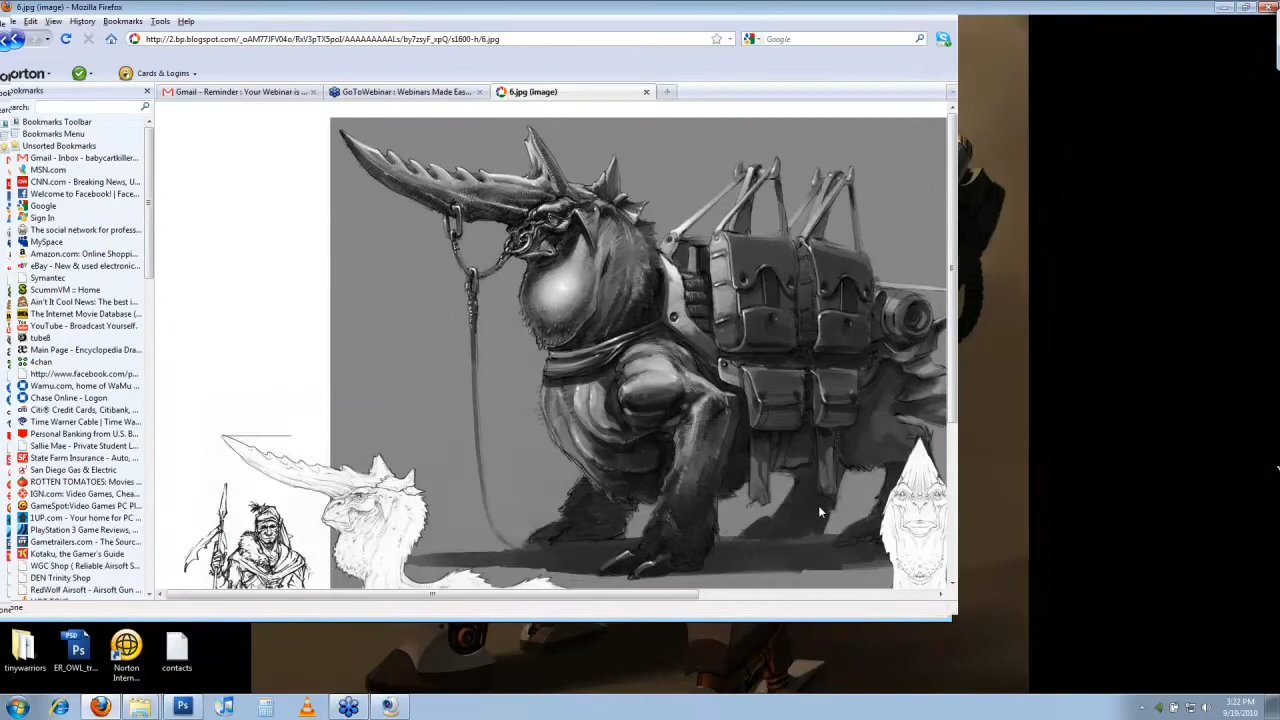 6.jpg (image) - Mozilla Firefox
Edit View History Bookmarks Tools Help
http://2.bp.blogspot.com/_oAM77JFV04o/RxV3pTX5poI/AAAAAAAAALs/by7zsyF_xpQ/s1600-h/6.jpg
Google
Cards & Logins
Gmail - Reminder : Your Webinar is ...
GoToWebinar : Webinars Made Eas...
6.jpg (image)
Bookmarks Toolbar
Bookmarks Menu
Unsorted Bookmarks
Gmail - Inbox - babycartkiller...
MSN.com
CNN.com - Breaking News, U...
Welcome to Facebook! | Face...
Google
Sign In
The social network for profess...
MySpace
Amazon.com: Online Shoppi...
eBay - New & used electronic...
Symantec
ScummVM :: Home
Ain't It Cool News: The best i...
The Internet Movie Database (...
YouTube - Broadcast Yourself.
tube8
Main Page - Encyclopedia Dra...
4chan
http://www.facebook.com/p...
Wamu.com, home of WaMu ...
Chase Online - Logon
Citi® Credit Cards, Citibank, ...
Time Warner Cable | Time W...
Personal Banking from U.S. B...
Sallie Mae - Private Student L...
State Farm Insurance - Auto, ...
San Diego Gas & Electric
ROTTEN TOMATOES: Movies ...
IGN.com: Video Games, Chea...
GameSpot:Video Games PC Pl...
1UP.com - Your home for PC ...
PlayStation 3 Game Reviews, ...
Gametrailers.com - The Sourc...
Kotaku, the Gamer's Guide
WGC Shop ( Reliable Airsoft S...
DEN Trinity Shop
RedWolf Airsoft - Airsoft Gun ...
tinywarriors
ER_OWL_tr...
Norton Intern...
contacts
3:22 PM
9/19/2010